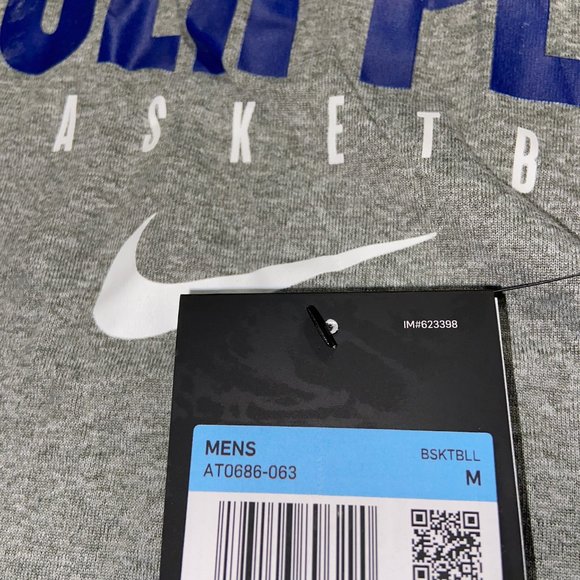 ASKETB
IM#623398
MENS
BSKTBLL
AT0686-063
M